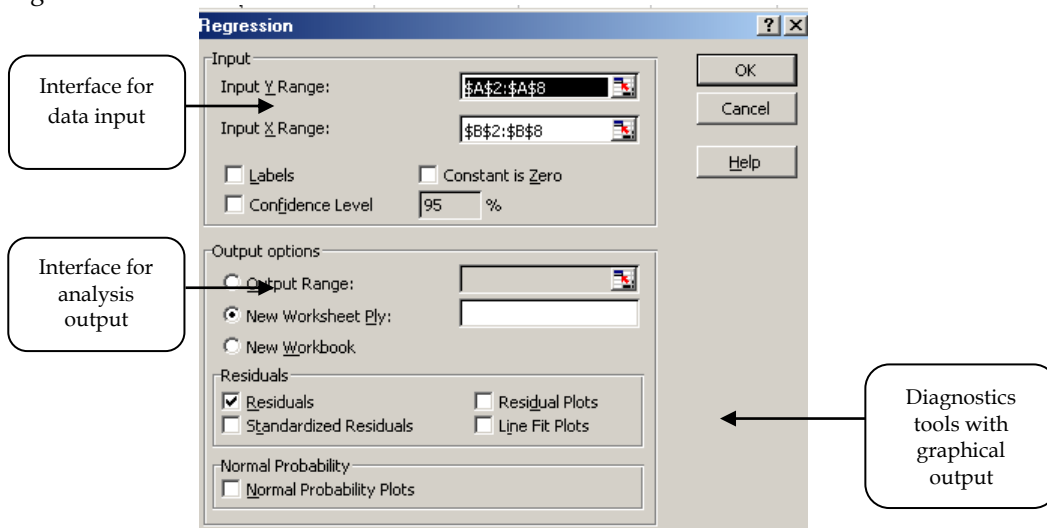 Regression
Input
Input Y Range: $A$2:$A$8
Input X Range: $B$2:$B$8
Labels Constant is Zero
Confidence Level 95 %
OK
Cancel
Help
Output options
Output Range:
New Worksheet Ply:
New Workbook
Residuals
Residuals Residual Plots
Standardized Residuals Line Fit Plots
Normal Probability
Normal Probability Plots
Interface for
data input
Interface for
analysis
output
Diagnostics
tools with
graphical
output